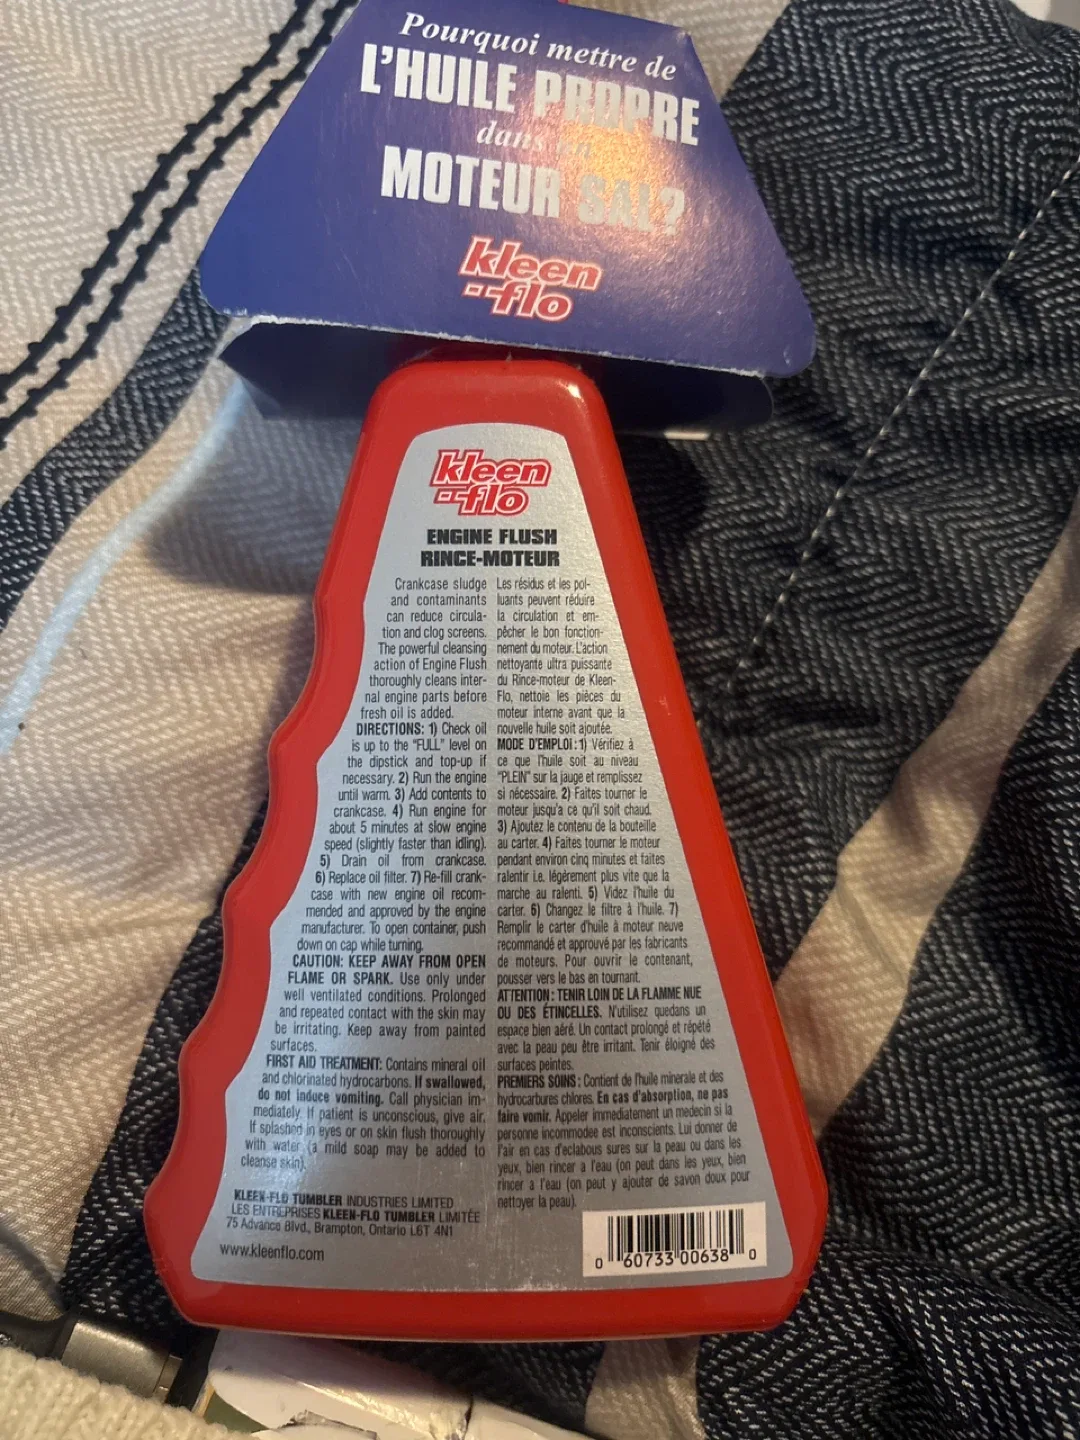 Pourquoi mettre de
L'HUILE PROPRE
dans un
MOTEUR SALE?
kleen
flo
kleen
flo
ENGINE FLUSH
RINCE-MOTEUR
Crankcase sludge
and contaminants
can reduce circula-
tion and clog screens.
The powerful cleansing
action of Engine Flush
thoroughly cleans inter-
nal engine parts before
fresh oil is added.
DIRECTIONS: 1) Check oil
is up to the "FULL" level on
the dipstick and top-up if
necessary. 2) Run the engine
until warm. 3) Add contents to
crankcase. 4) Run engine for
about 5 minutes at slow engine
speed (slightly faster than idling).
5) Drain oil from crankcase.
6) Replace oil filter. 7) Re-fill crank-
case with new engine oil recom-
mended and approved by the engine
manufacturer. To open container, push
down on cap while turning.
CAUTION: KEEP AWAY FROM OPEN
FLAME OR SPARK. Use only under
well ventilated conditions. Prolonged
and repeated contact with the skin may
be irritating. Keep away from painted
surfaces.
FIRST AID TREATMENT: Contains mineral oil
and chlorinated hydrocarbons. If swallowed,
do not induce vomiting. Call physician im-
mediately. If patient is unconscious, give air.
If splashed in eyes or on skin flush thoroughly
with water (a mild soap may be added to
cleanse skin).
Les résidus et les pol-
luants peuvent réduire
la circulation et em-
pêcher le bon fonction-
nement du moteur. L'action
nettoyante ultra puissante
du Rince-moteur de Kleen-
Flo, nettoie les pièces du
moteur interne avant que la
nouvelle huile soit ajoutée.
MODE D'EMPLOI: 1) Vérifiez à
ce que l'huile soit au niveau
"PLEIN" sur la jauge et remplissez
si nécessaire. 2) Faites tourner le
moteur jusqu'a ce qu'il soit chaud.
3) Ajoutez le contenu de la bouteille
au carter. 4) Faites tourner le moteur
pendant environ cinq minutes et faites
ralentir i.e. légèrement plus vite que la
marche au ralenti. 5) Videz l'huile du
carter. 6) Changez le filtre à l'huile. 7)
Remplir le carter d'huile à moteur neuve
recommandé et approuvé par les fabricants
de moteurs. Pour ouvrir le contenant,
pousser vers le bas en tournant.
ATTENTION: TENIR LOIN DE LA FLAMME NUE
OU DES ÉTINCELLES. N'utilisez quedans un
espace bien aéré. Un contact prolongé et répété
avec la peau peu être irritant. Tenir éloigné des
surfaces peintes.
PREMIERS SOINS: Contient de l'huile minerale et des
hydrocarbures chlores. En cas d'absorption, ne pas
faire vomir. Appeler immediatement un medecin si la
personne incommodee est inconscients. Lui donner de
l'air en cas d'eclabous sures sur la peau ou dans les
yeux, bien rincer a l'eau (on peut dans les yeux, bien
rincer a l'eau (on peut y ajouter de savon doux pour
nettoyer la peau).
KLEEN-FLO TUMBLER INDUSTRIES LIMITED
LES ENTREPRISES KLEEN-FLO TUMBLER LIMITÉE
75 Advance Blvd., Brampton, Ontario L6T 4N1
www.kleenflo.com
0 60733 00638 0